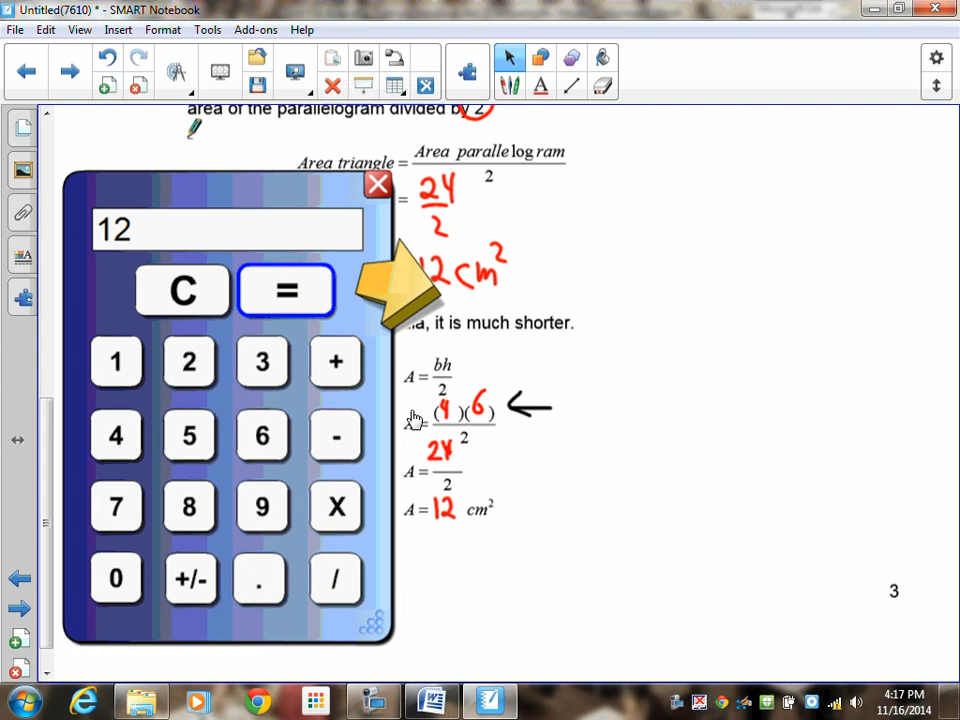 Untitled(7610) * - SMART Notebook
File Edit View Insert Format Tools Add-ons Help
area of the parallelogram divided by 2
Area triangle = Area parallelogram
2
= 24
2
12 cm²
12
C =
, it is much shorter.
1 2 3 +
A = bh
2
A = (4)(6)
2
4 5 6 -
A = 24
2
7 8 9 X
A = 12 cm²
0 +/- . /
3
4:17 PM
11/16/2014